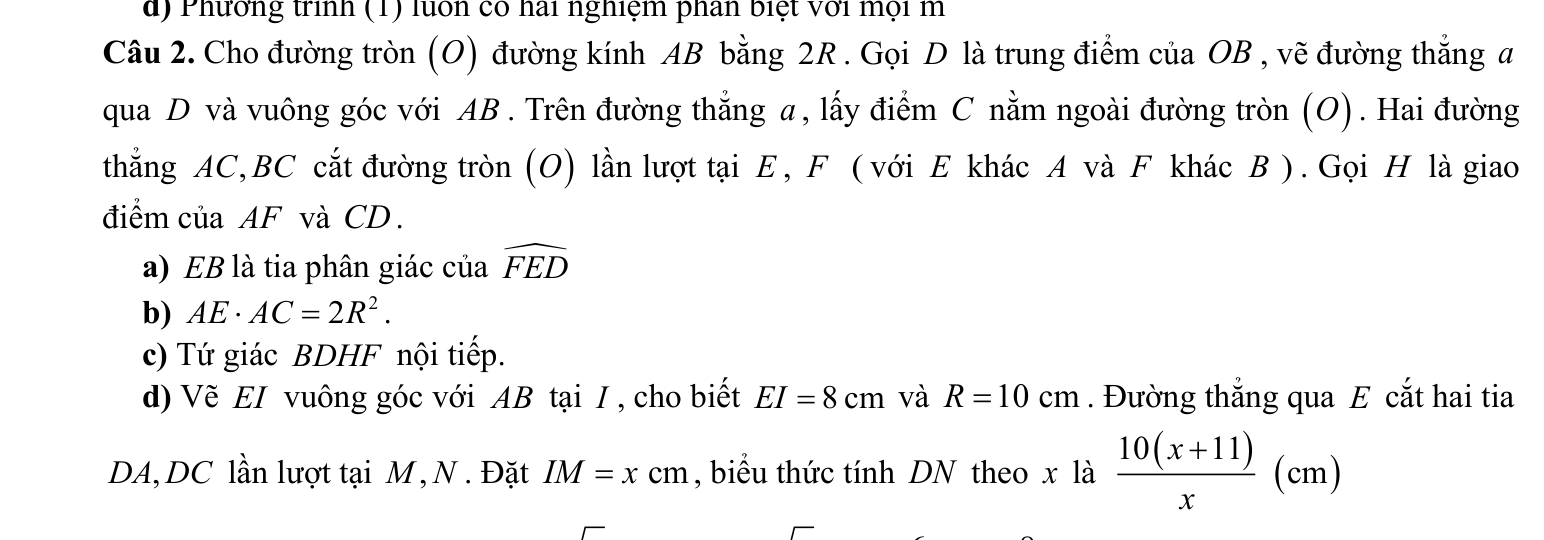 d) Phương trình (1) luôn có hai nghiệm phân biệt với mọi m
Câu 2. Cho đường tròn (O) đường kính AB bằng 2R. Gọi D là trung điểm của OB, vẽ đường thẳng a
qua D và vuông góc với AB. Trên đường thẳng a, lấy điểm C nằm ngoài đường tròn (O). Hai đường
thẳng AC, BC cắt đường tròn (O) lần lượt tại E, F (với E khác A và F khác B). Gọi H là giao
điểm của AF và CD.
a) EB là tia phân giác của \widehat{FED}
b) AE · AC = 2R².
c) Tứ giác BDHF nội tiếp.
d) Vẽ EI vuông góc với AB tại I, cho biết EI = 8 cm và R = 10 cm. Đường thẳng qua E cắt hai tia
DA, DC lần lượt tại M, N. Đặt IM = x cm, biểu thức tính DN theo x là \frac{10(x+11)}{x} (cm)